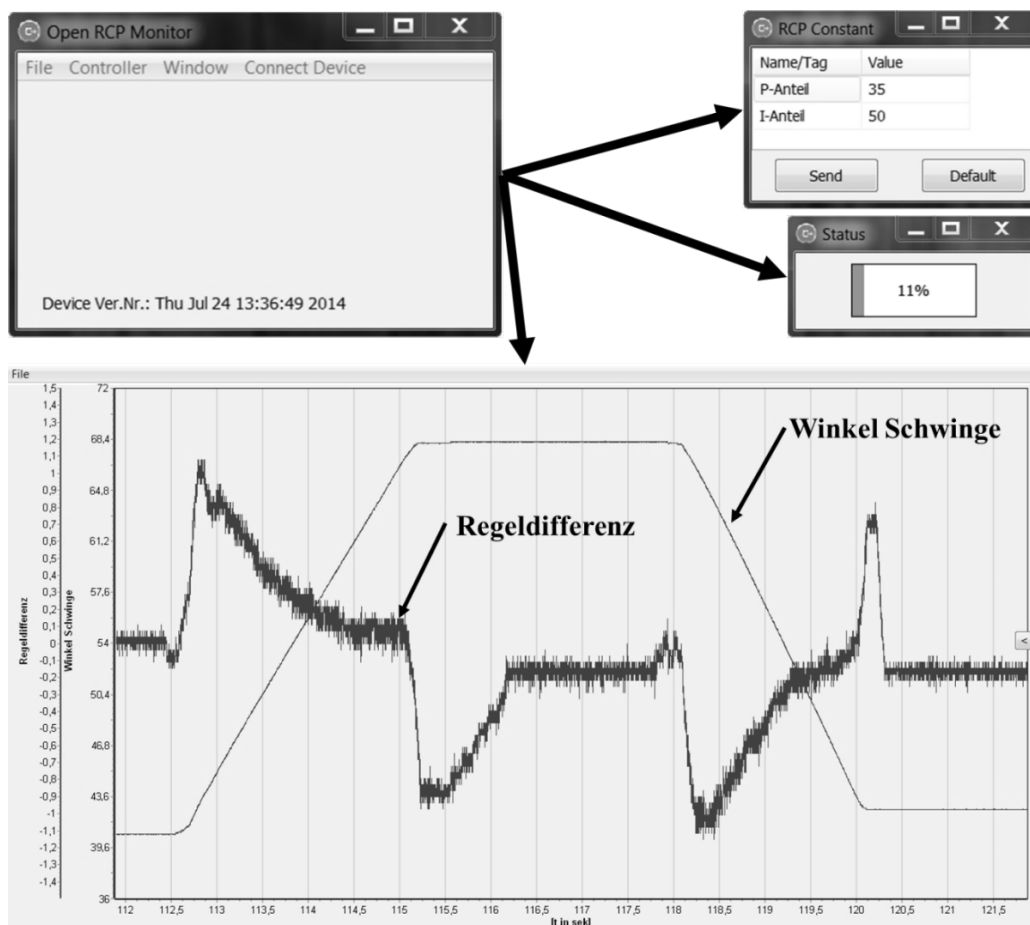 Open RCP Monitor
File Controller Window Connect Device
Device Ver.Nr.: Thu Jul 24 13:36:49 2014
RCP Constant
Name/Tag Value
P-Anteil 35
I-Anteil 50
Send Default
Status
11%
File
Regeldifferenz
1,5
1,4
1,3
1,2
1,1
1
0,9
0,8
0,7
0,6
0,5
0,4
0,3
0,2
0,1
0
-0,1
-0,2
-0,3
-0,4
-0,5
-0,6
-0,7
-0,8
-0,9
-1
-1,1
-1,2
-1,3
-1,4
Winkel Schwinge
72
68,4
64,8
61,2
57,6
54
50,4
46,8
43,6
39,6
36
Winkel Schwinge
Regeldifferenz
<
112 112,5 113 113,5 114 114,5 115 115,5 116 116,5 117 117,5 118 118,5 119 119,5 120 120,5 121 121,5
[t in sek]